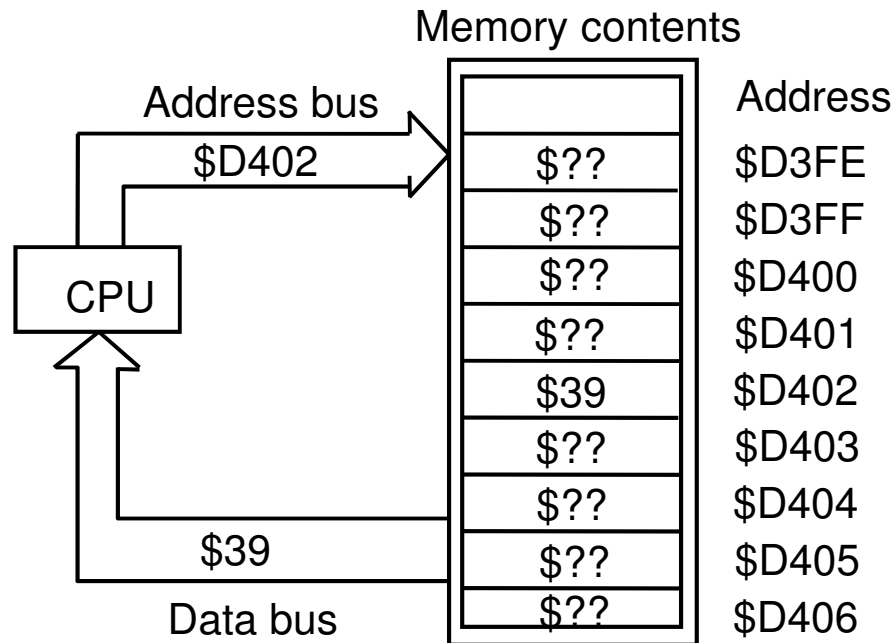 Memory contents
Address bus
Address
$D402
$?? $D3FE
$?? $D3FF
$?? $D400
CPU
$?? $D401
$39 $D402
$?? $D403
$?? $D404
$39
$?? $D405
Data bus
$?? $D406